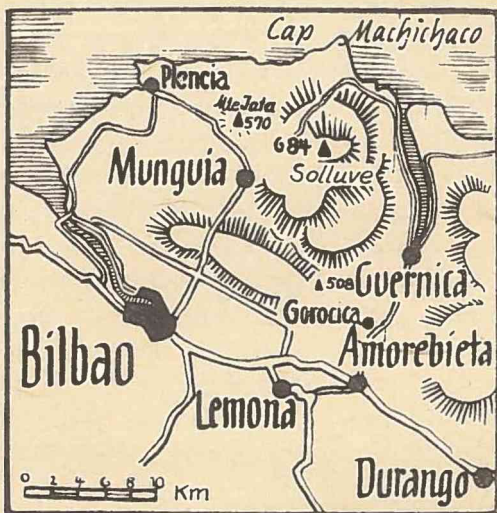 Cap Machichaco
Plencia
Mte Jata
570
684
Solluve
Munguia
508
Guernica
Gorocica
Amorebieta
Bilbao
Lemona
Durango
0 2 4 6 8 10 Km